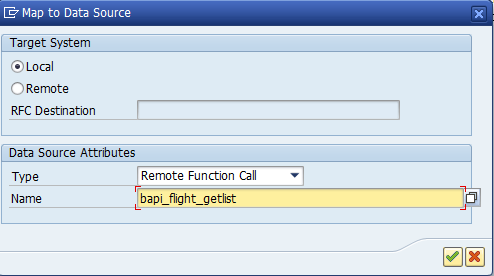 Map to Data Source
Target System
Local
Remote
RFC Destination
Data Source Attributes
Type Remote Function Call
Name bapi_flight_getlist